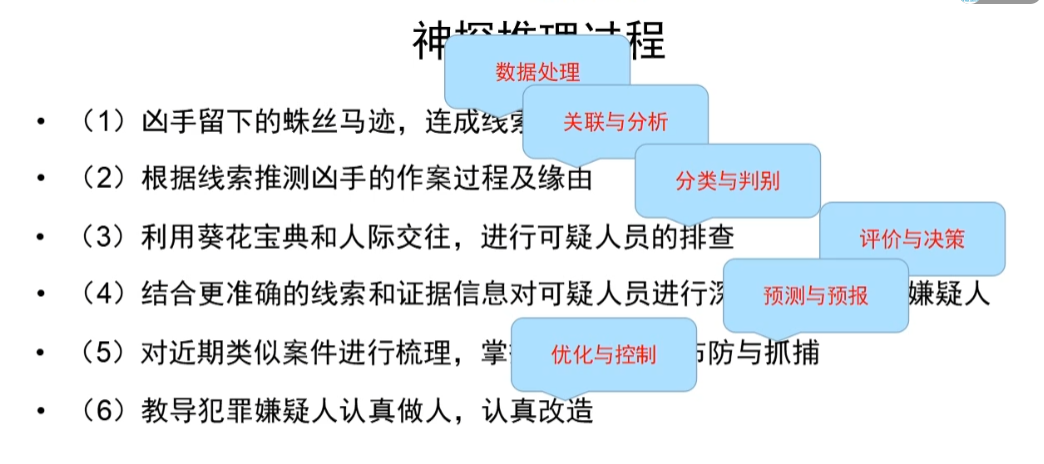 神探推理过程
数据处理
（1）凶手留下的蛛丝马迹，连成线索
关联与分析
（2）根据线索推测凶手的作案过程及缘由
分类与判别
（3）利用葵花宝典和人际交往，进行可疑人员的排查
评价与决策
（4）结合更准确的线索和证据信息对可疑人员进行深
预测与预报
嫌疑人
（5）对近期类似案件进行梳理，掌
优化与控制
防与抓捕
（6）教导犯罪嫌疑人认真做人，认真改造